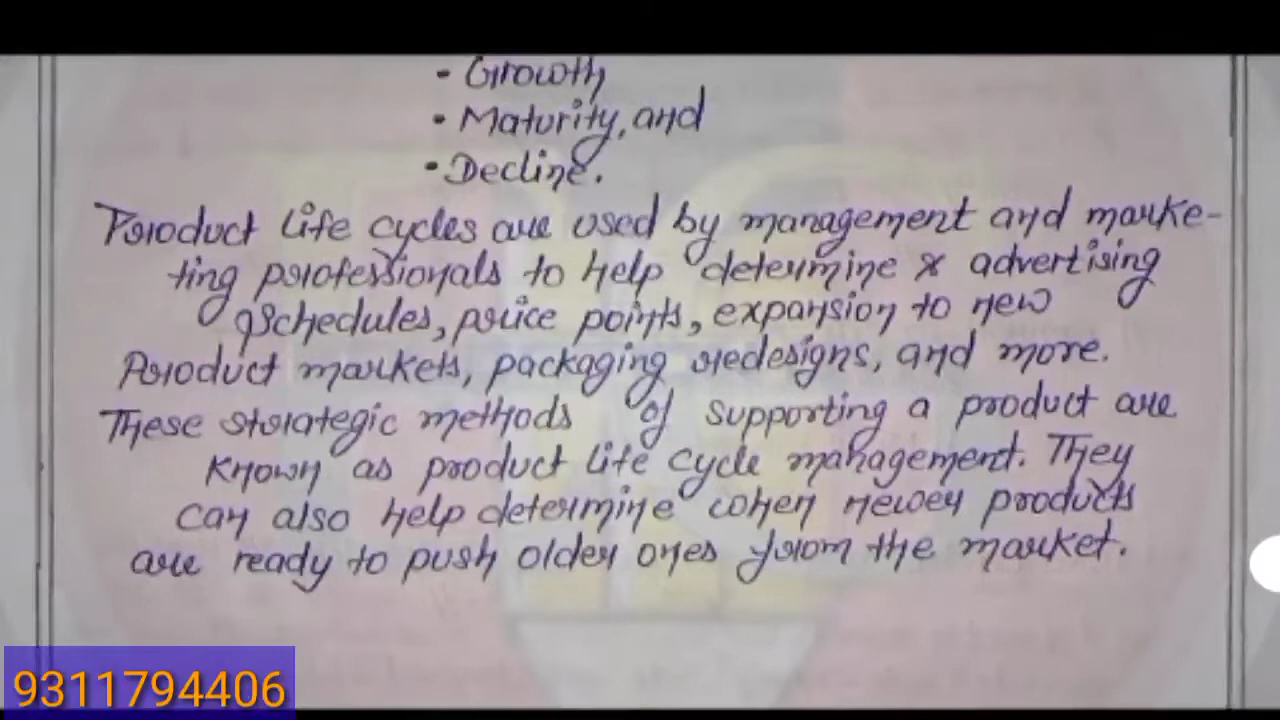 • Growth
• Maturity, and
• Decline.
Product life cycles are used by management and marke-
ting professionals to help determine & advertising
schedules, price points, expansion to new
Product markets, packaging redesigns, and more.
These strategic methods of supporting a product are
known as product life cycle management. They
can also help determine when newer products
are ready to push older ones from the market.
9311794406